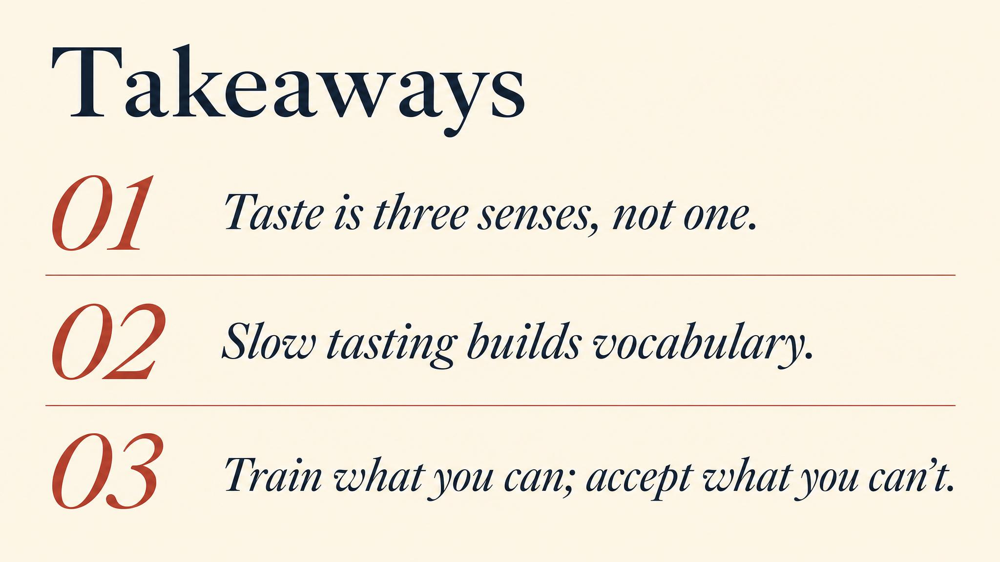 Takeaways
01 Taste is three senses, not one.
02 Slow tasting builds vocabulary.
03 Train what you can; accept what you can’t.